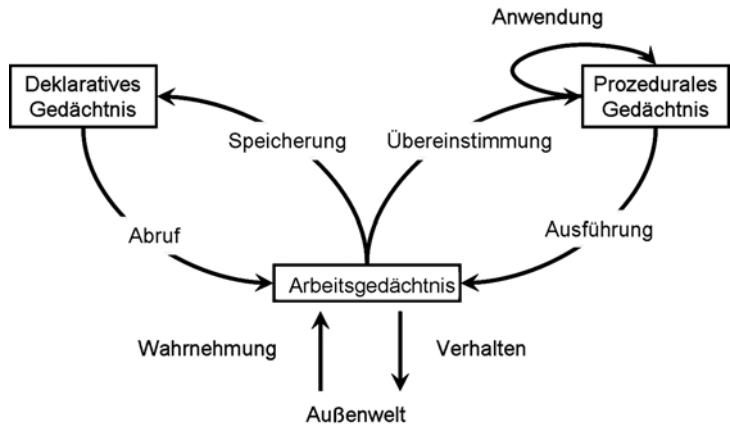 Anwendung
Deklaratives
Gedächtnis
Prozedurales
Gedächtnis
Speicherung
Übereinstimmung
Abruf
Ausführung
Arbeitsgedächtnis
Wahrnehmung
Verhalten
Außenwelt